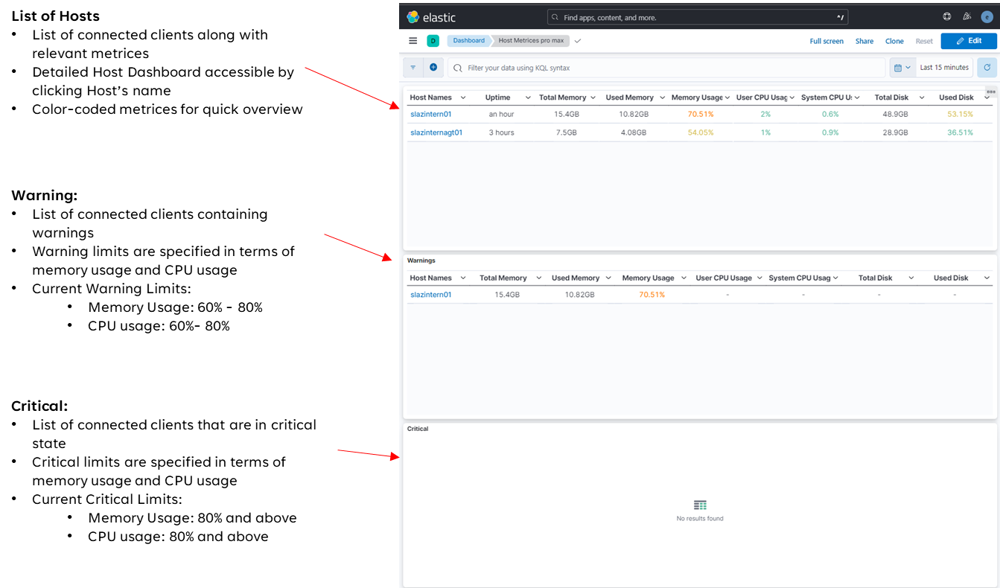 List of Hosts
• List of connected clients along with
relevant metrices
• Detailed Host Dashboard accessible by
clicking Host's name
• Color-coded metrices for quick overview
Warning:
• List of connected clients containing
warnings
• Warning limits are specified in terms of
memory usage and CPU usage
• Current Warning Limits:
• Memory Usage: 60% - 80%
• CPU usage: 60%- 80%
Critical:
• List of connected clients that are in critical
state
• Critical limits are specified in terms of
memory usage and CPU usage
• Current Critical Limits:
• Memory Usage: 80% and above
• CPU usage: 80% and above
elastic Find apps, content, and more. ^/ e
D Dashboard Host Metrices pro max Full screen Share Clone Reset Edit
Filter your data using KQL syntax Last 15 minutes
Host Names Uptime Total Memory Used Memory Memory Usage User CPU Usag System CPU U Total Disk Used Disk
slazintern01 an hour 15.4GB 10.82GB 70.51% 2% 0.6% 48.9GB 53.15%
slazinternagt01 3 hours 7.5GB 4.08GB 54.05% 1% 0.9% 28.9GB 36.51%
Warnings
Host Names Total Memory Used Memory Memory Usage User CPU Usage System CPU Usag Total Disk Used Disk
slazintern01 15.4GB 10.82GB 70.51% - - - -
Critical
No results found